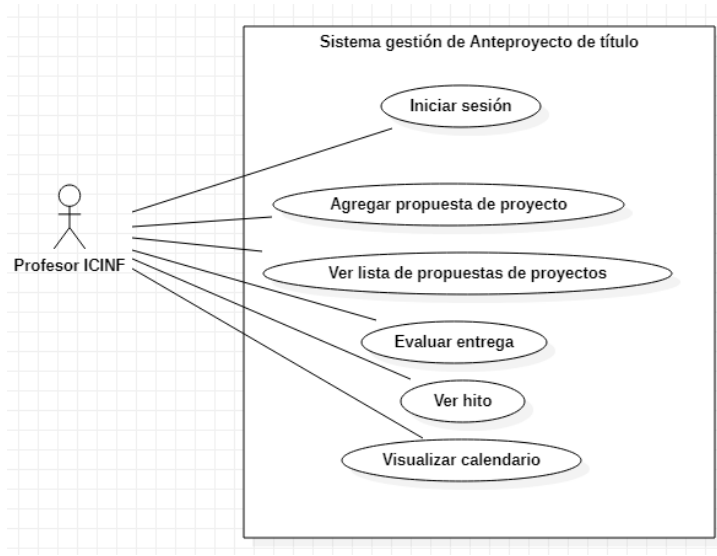 Sistema gestión de Anteproyecto de título
Iniciar sesión
Agregar propuesta de proyecto
Profesor ICINF
Ver lista de propuestas de proyectos
Evaluar entrega
Ver hito
Visualizar calendario